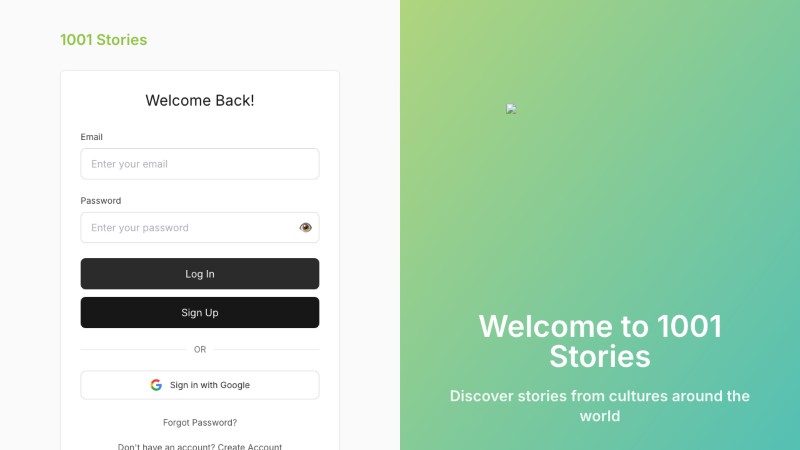 1001 Stories
Welcome Back!
Email
Enter your email
Password
Enter your password
Log In
Sign Up
OR
Sign in with Google
Forgot Password?
Don't have an account? Create Account
Welcome to 1001
Stories
Discover stories from cultures around the
world